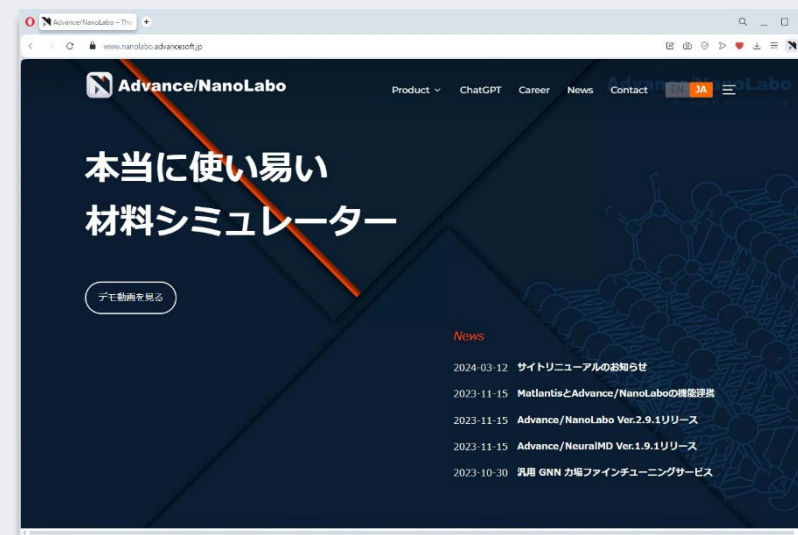 Advance/NanoLabo – The
www.nanolabo.advancesoft.jp
Advance/NanoLabo
Product
ChatGPT
Career
News
Contact
EN
JA
本当に使い易い
材料シミュレーター
デモ動画を見る
News
2024-03-12 サイトリニューアルのお知らせ
2023-11-15 MatlantisとAdvance/NanoLaboの機能連携
2023-11-15 Advance/NanoLabo Ver.2.9.1リリース
2023-11-15 Advance/NeuralMD Ver.1.9.1リリース
2023-10-30 汎用 GNN 力場ファインチューニングサービス